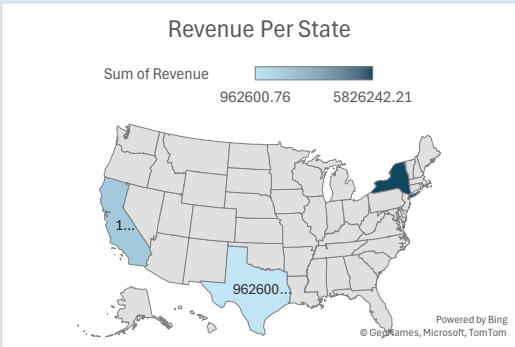 Revenue Per State
Sum of Revenue
962600.76 5826242.21
1...
962600...
Powered by Bing
© GeoNames, Microsoft, TomTom